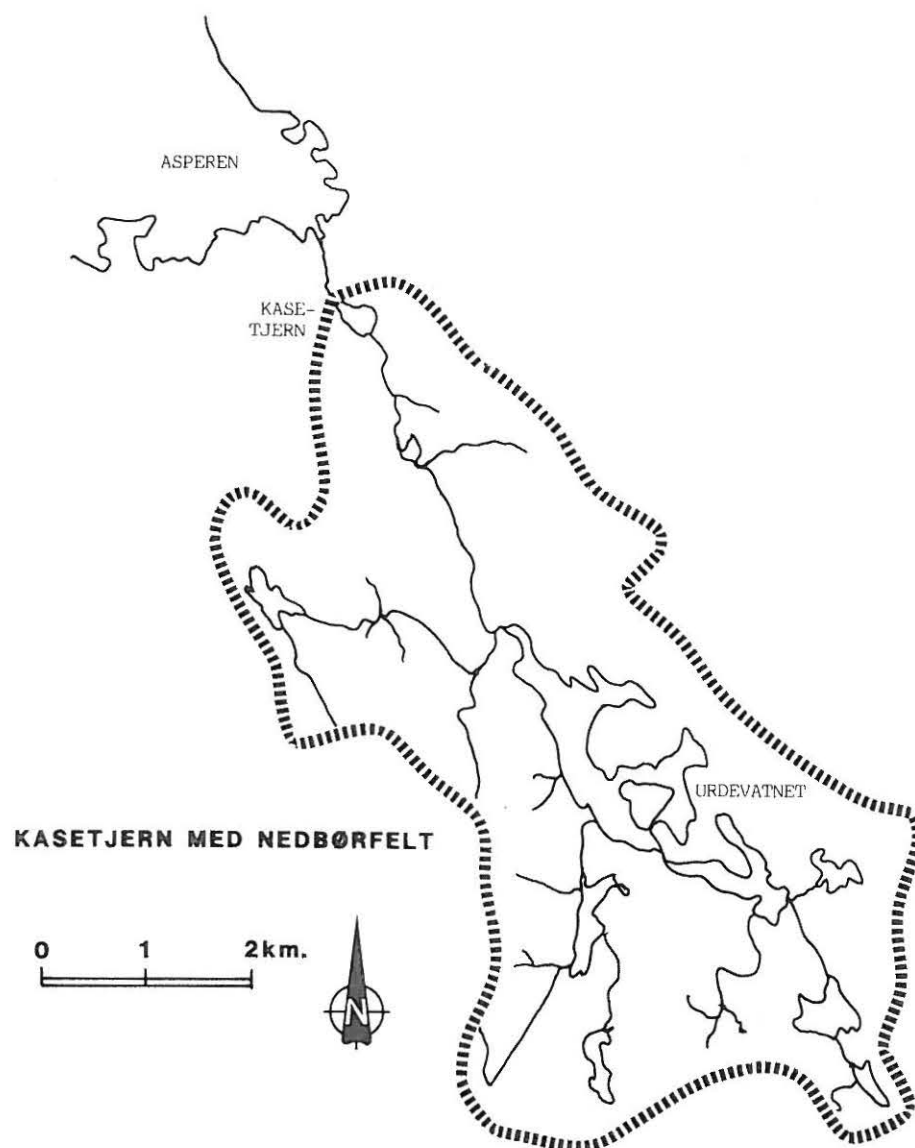 ASPEREN
KASE-
TJERN
URDEVATNET
KASETJERN MED NEDBØRFELT
0 1 2km.
N